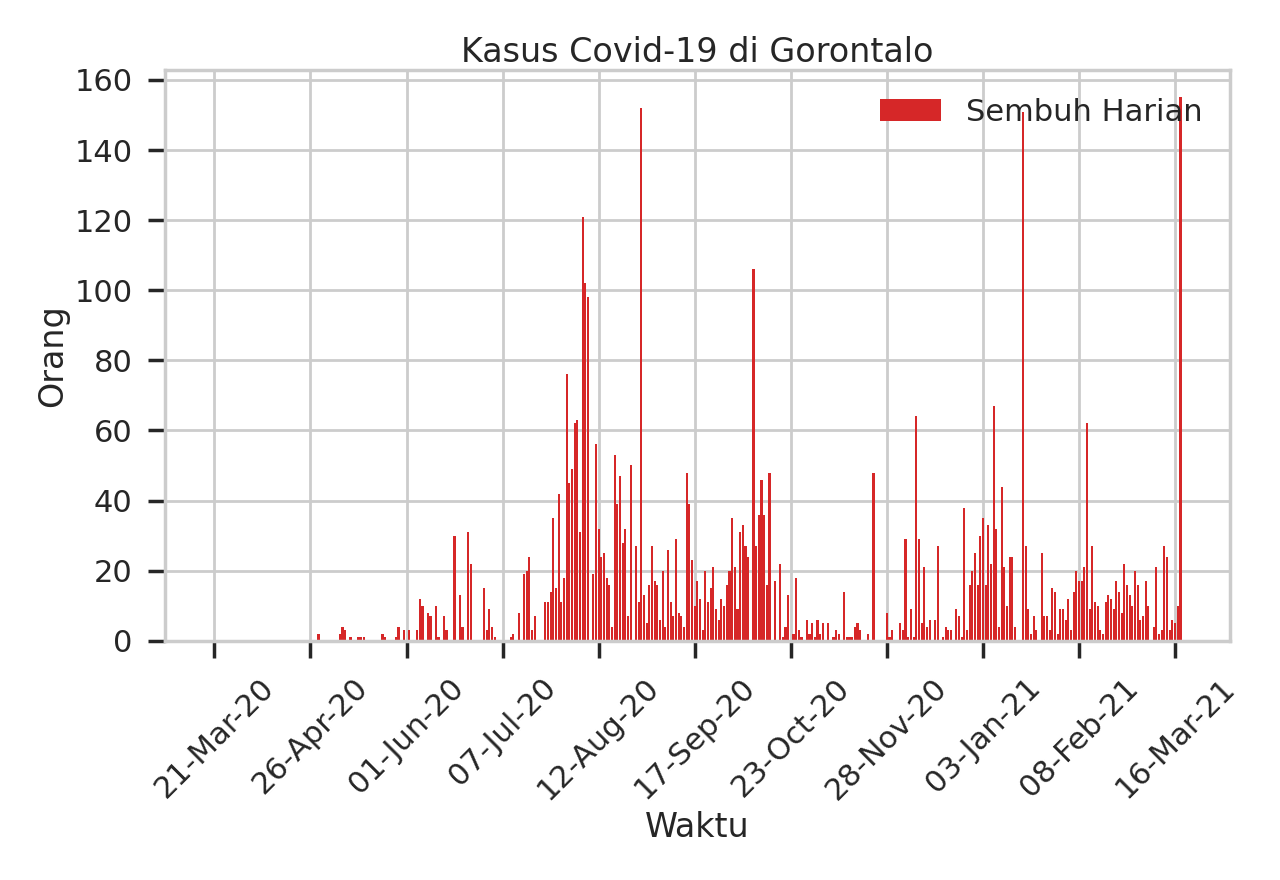 Kasus Covid-19 di Gorontalo
Sembuh Harian
Orang
160
140
120
100
80
60
40
20
0
21-Mar-20
26-Apr-20
01-Jun-20
07-Jul-20
12-Aug-20
17-Sep-20
23-Oct-20
28-Nov-20
03-Jan-21
08-Feb-21
16-Mar-21
Waktu